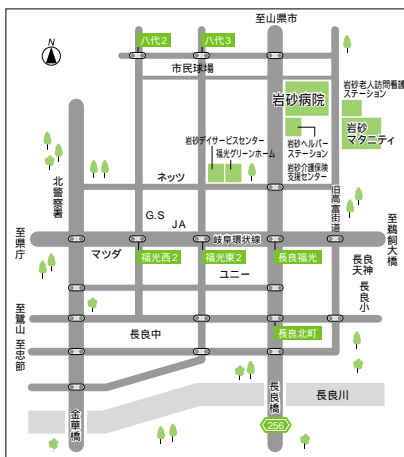 至山県市
N
八代2
八代3
市民球場
岩砂病院
岩砂老人訪問看護
ステーション
岩砂
マタニティ
岩砂デイサービスセンター
福光グリーンホーム
岩砂ヘルパー
ステーション
岩砂介護保険
支援センター
旧高富街道
北警察署
ネッツ
G.S
JA
至県庁
岐阜環状線
至鵜飼大橋
マツダ
福光西2
福光東2
長良福光
ユニー
長良天神
長良小
至鷺山
至忠節
長良中
長良北町
金華橋
長良橋
長良川
256